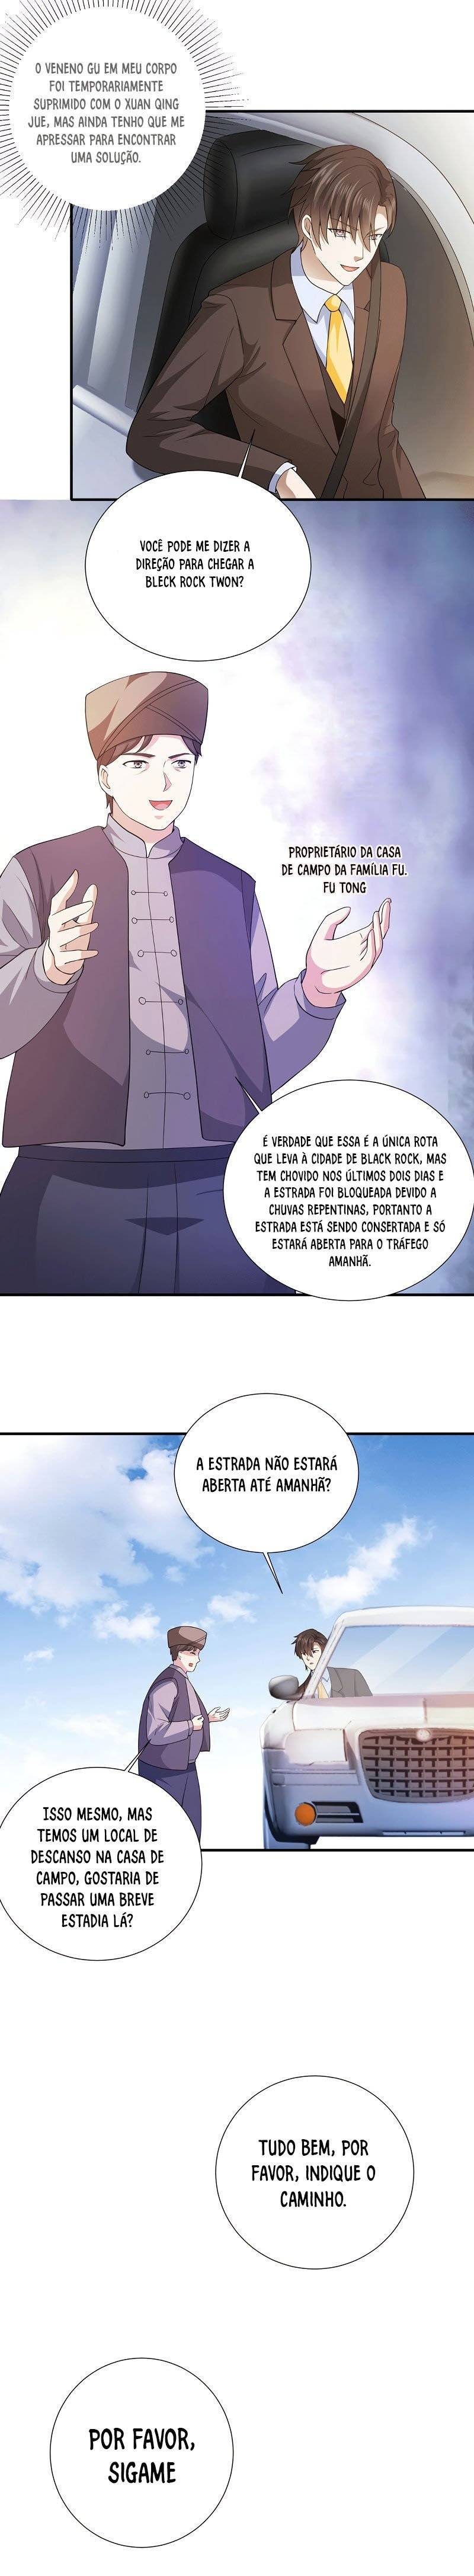 O VENENO GU EM MEU CORPO
FOI TEMPORARIAMENTE
SUPRIMIDO COM O XUAN QING
JUE, MAS AINDA TENHO QUE ME
APRESSAR PARA ENCONTRAR
UMA SOLUÇÃO.
VOCÊ PODE ME DIZER A
DIREÇÃO PARA CHEGAR A
BLECK ROCK TWON?
PROPRIETÁRIO DA CASA
DE CAMPO DA FAMÍLIA FU.
FU TONG
É VERDADE QUE ESSA É A ÚNICA ROTA
QUE LEVA À CIDADE DE BLACK ROCK, MAS
TEM CHOVIDO NOS ÚLTIMOS DOIS DIAS E
A ESTRADA FOI BLOQUEADA DEVIDO A
CHUVAS REPENTINAS, PORTANTO A
ESTRADA ESTÁ SENDO CONSERTADA E SÓ
ESTARÁ ABERTA PARA O TRÁFEGO
AMANHÃ.
A ESTRADA NÃO ESTARÁ
ABERTA ATÉ AMANHÃ?
ISSO MESMO, MAS
TEMOS UM LOCAL DE
DESCANSO NA CASA DE
CAMPO, GOSTARIA DE
PASSAR UMA BREVE
ESTADIA LÁ?
TUDO BEM, POR
FAVOR, INDIQUE O
CAMINHO.
POR FAVOR,
SIGAME